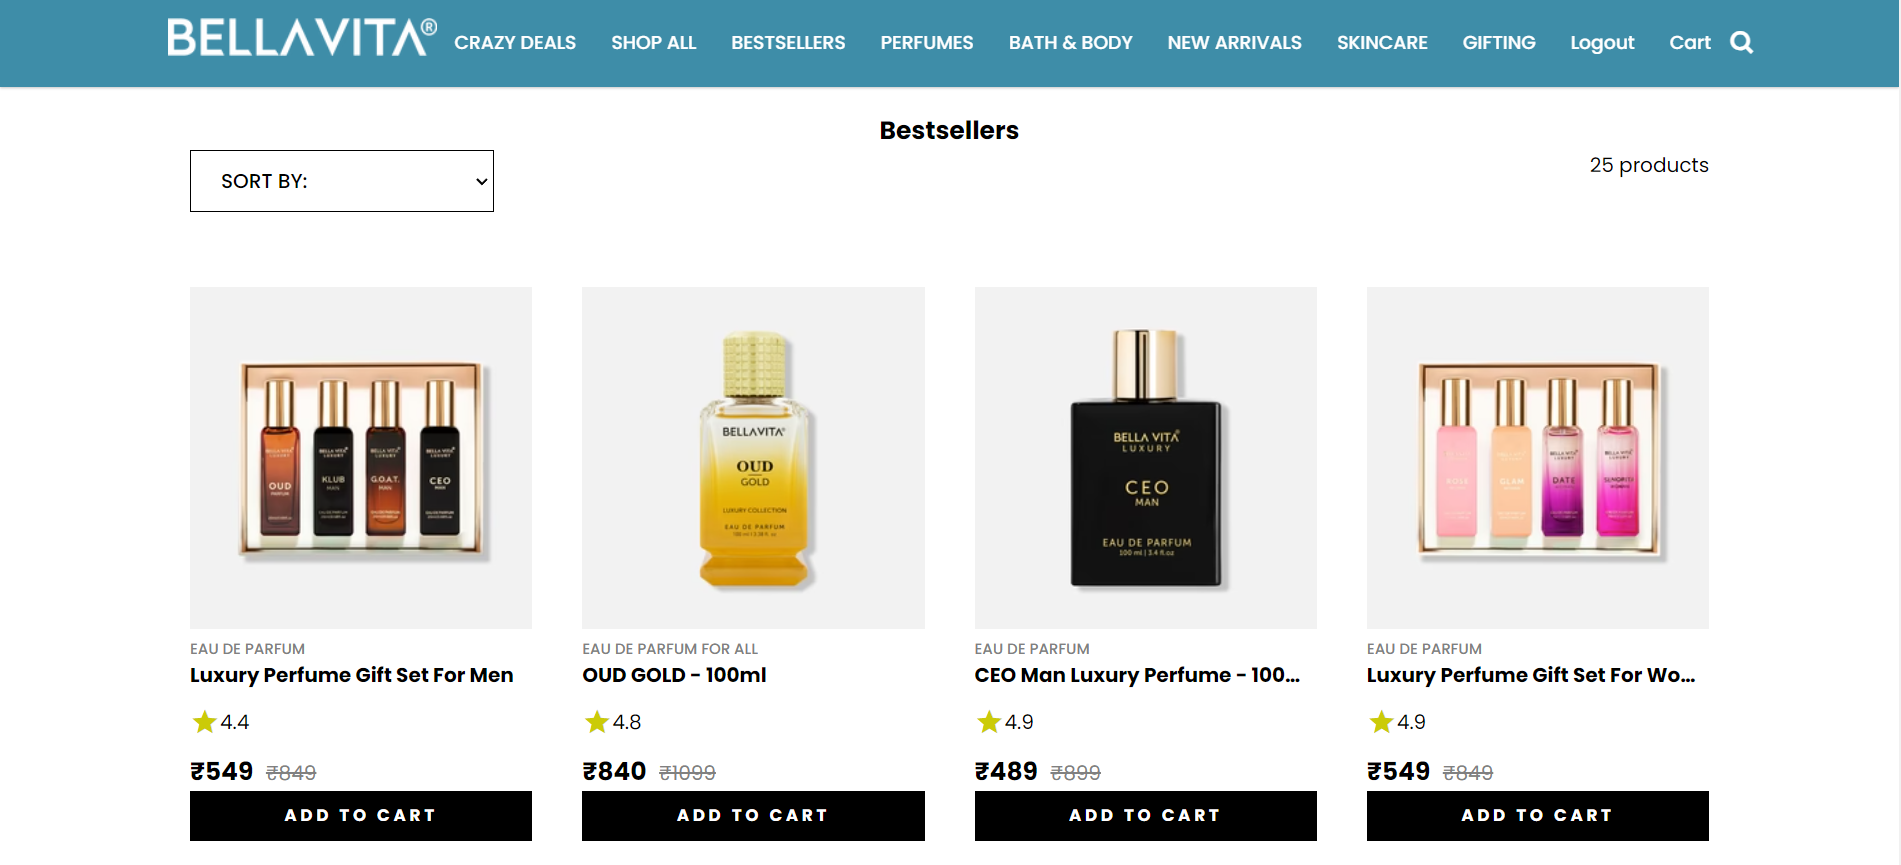 BELLAVITA®
CRAZY DEALS
SHOP ALL
BESTSELLERS
PERFUMES
BATH & BODY
NEW ARRIVALS
SKINCARE
GIFTING
Logout
Cart
Bestsellers
SORT BY:
25 products
OUD
PARFUM
KLUB
MAN
G.O.A.T.
MAN
CEO
MAN
EAU DE PARFUM
Luxury Perfume Gift Set For Men
4.4
₹549 ₹849
ADD TO CART
BELLAVITA®
OUD
GOLD
LUXURY COLLECTION
EAU DE PARFUM
EAU DE PARFUM FOR ALL
OUD GOLD - 100ml
4.8
₹840 ₹1099
ADD TO CART
BELLA VITA®
LUXURY
CEO
MAN
EAU DE PARFUM
100 ml | 3.4 fl.oz
EAU DE PARFUM
CEO Man Luxury Perfume - 100...
4.9
₹489 ₹899
ADD TO CART
GLAM
DATE
EAU DE PARFUM
Luxury Perfume Gift Set For Wo...
4.9
₹549 ₹849
ADD TO CART